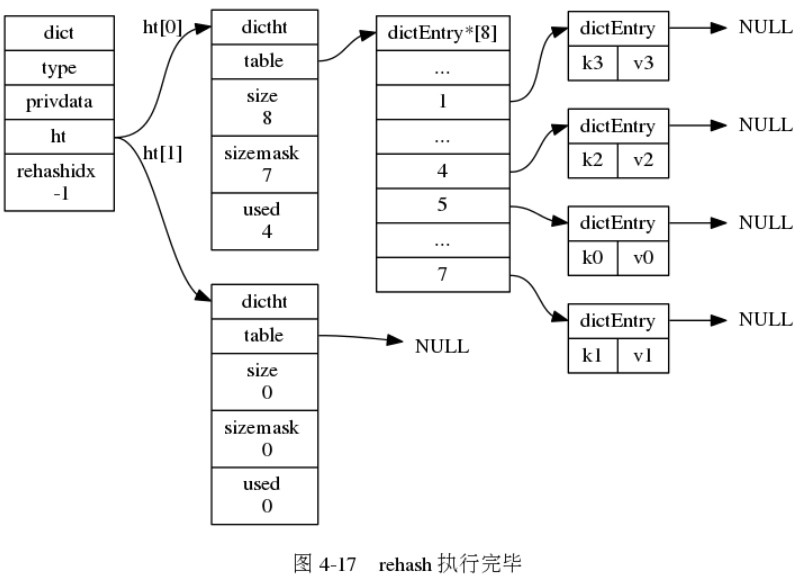 dict
type
privdata
ht
rehashidx
-1
ht[0]
ht[1]
dictht
table
size
8
sizemask
7
used
4
dictht
table
size
0
sizemask
0
used
0
NULL
dictEntry*[8]
...
1
...
4
5
...
7
dictEntry
k3 v3
NULL
dictEntry
k2 v2
NULL
dictEntry
k0 v0
NULL
dictEntry
k1 v1
NULL
图 4-17 rehash 执行完毕